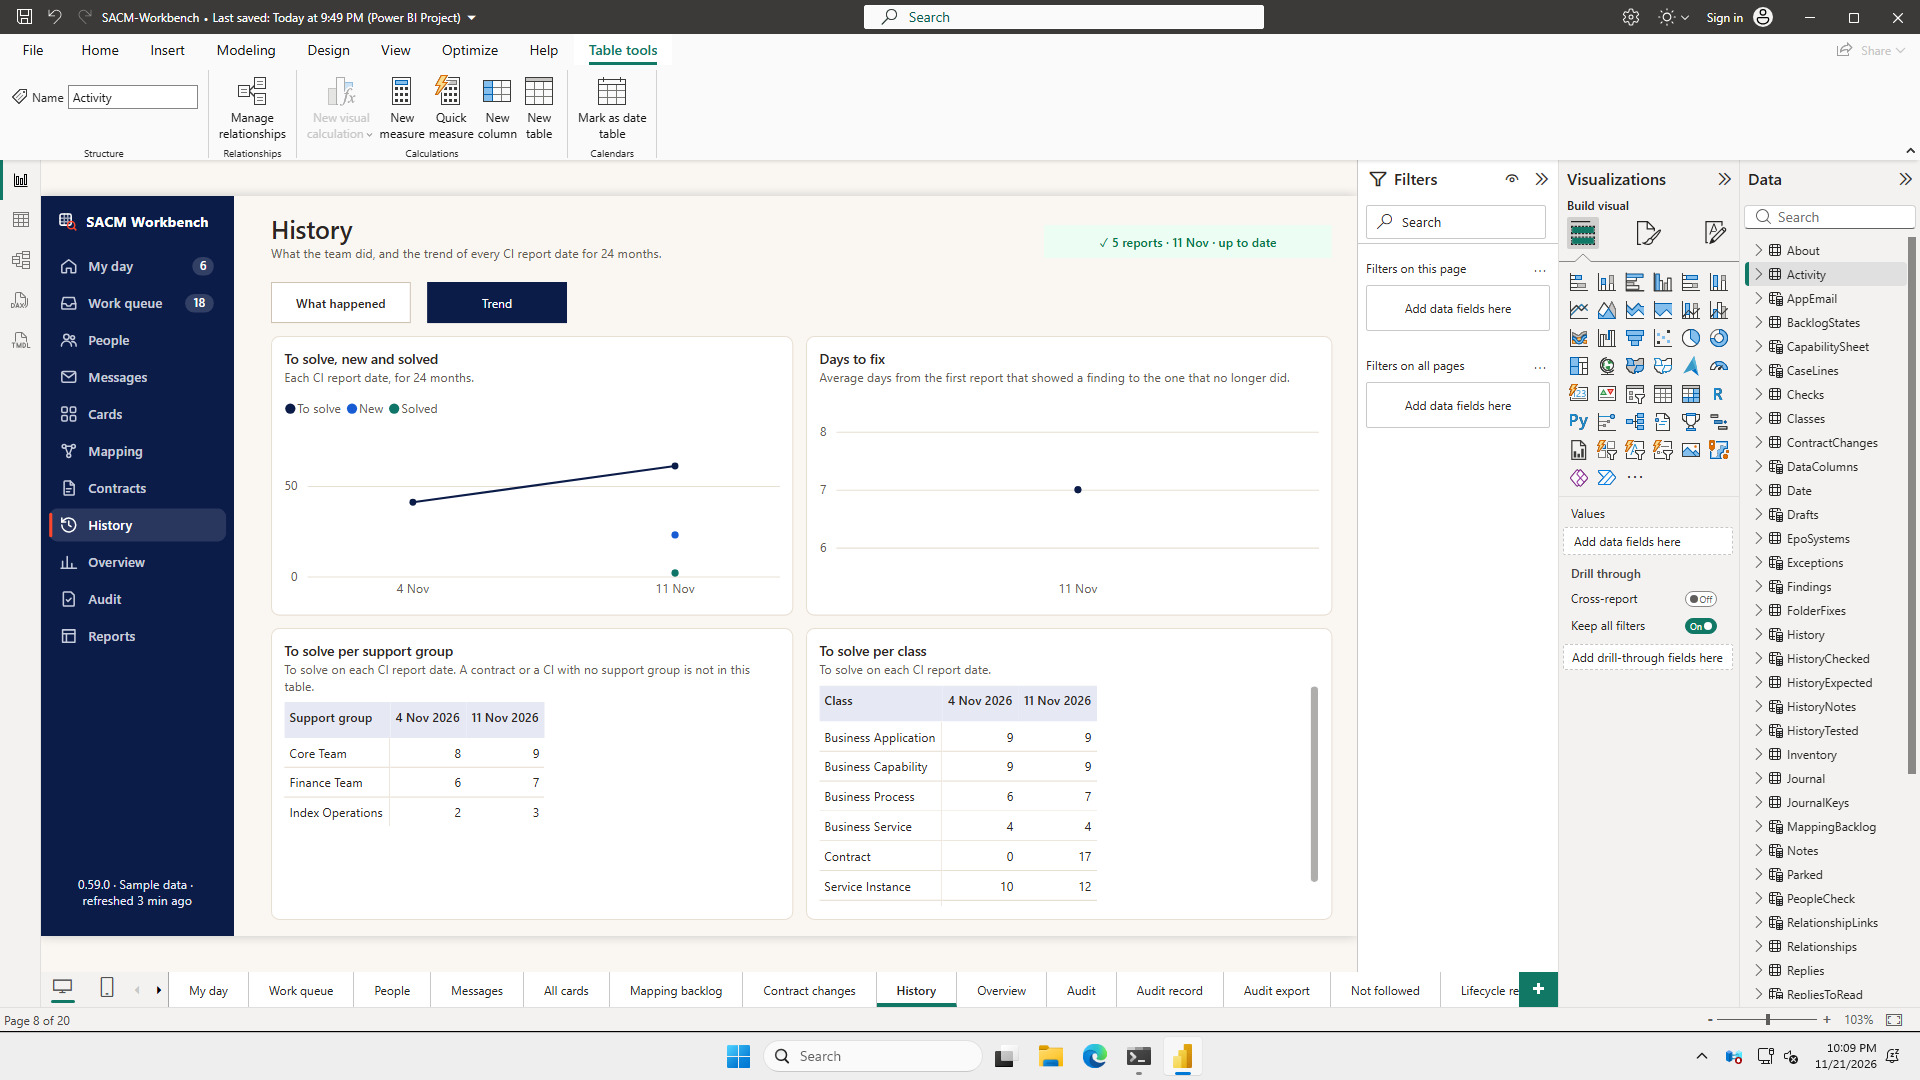 SACM-Workbench • Last saved: Today at 9:49 PM (Power BI Project)
Search
Sign in
File
Home
Insert
Modeling
Design
View
Optimize
Help
Table tools
Share
Name
Activity
Structure
Manage relationships
Relationships
New visual calculation
New measure
Quick measure
New column
New table
Calculations
Mark as date table
Calendars
DAX
TMDL
SACM Workbench
My day 6
Work queue 18
People
Messages
Cards
Mapping
Contracts
History
Overview
Audit
Reports
0.59.0 · Sample data ·
refreshed 3 min ago
History
What the team did, and the trend of every CI report date for 24 months.
✓ 5 reports · 11 Nov · up to date
What happened
Trend
To solve, new and solved
Each CI report date, for 24 months.
To solve New Solved
50
0
4 Nov
11 Nov
Days to fix
Average days from the first report that showed a finding to the one that no longer did.
8
7
6
11 Nov
To solve per support group
To solve on each CI report date. A contract or a CI with no support group is not in this
table.
Support group 4 Nov 2026 11 Nov 2026
Core Team 8 9
Finance Team 6 7
Index Operations 2 3
To solve per class
To solve on each CI report date.
Class 4 Nov 2026 11 Nov 2026
Business Application 9 9
Business Capability 9 9
Business Process 6 7
Business Service 4 4
Contract 0 17
Service Instance 10 12
Filters
Search
Filters on this page
Add data fields here
Filters on all pages
Add data fields here
Visualizations
Build visual
123
R
Py
Values
Add data fields here
Drill through
Cross-report Off
Keep all filters On
Add drill-through fields here
Data
Search
About
Activity
AppEmail
BacklogStates
CapabilitySheet
CaseLines
Checks
Classes
ContractChanges
DataColumns
Date
Drafts
EpoSystems
Exceptions
Findings
FolderFixes
History
HistoryChecked
HistoryExpected
HistoryNotes
HistoryTested
Inventory
Journal
JournalKeys
MappingBacklog
Notes
Parked
PeopleCheck
RelationshipLinks
Relationships
Replies
RepliesToRead
My day
Work queue
People
Messages
All cards
Mapping backlog
Contract changes
History
Overview
Audit
Audit record
Audit export
Not followed
Lifecycle re
Page 8 of 20
103%
Search
10:09 PM
11/21/2026